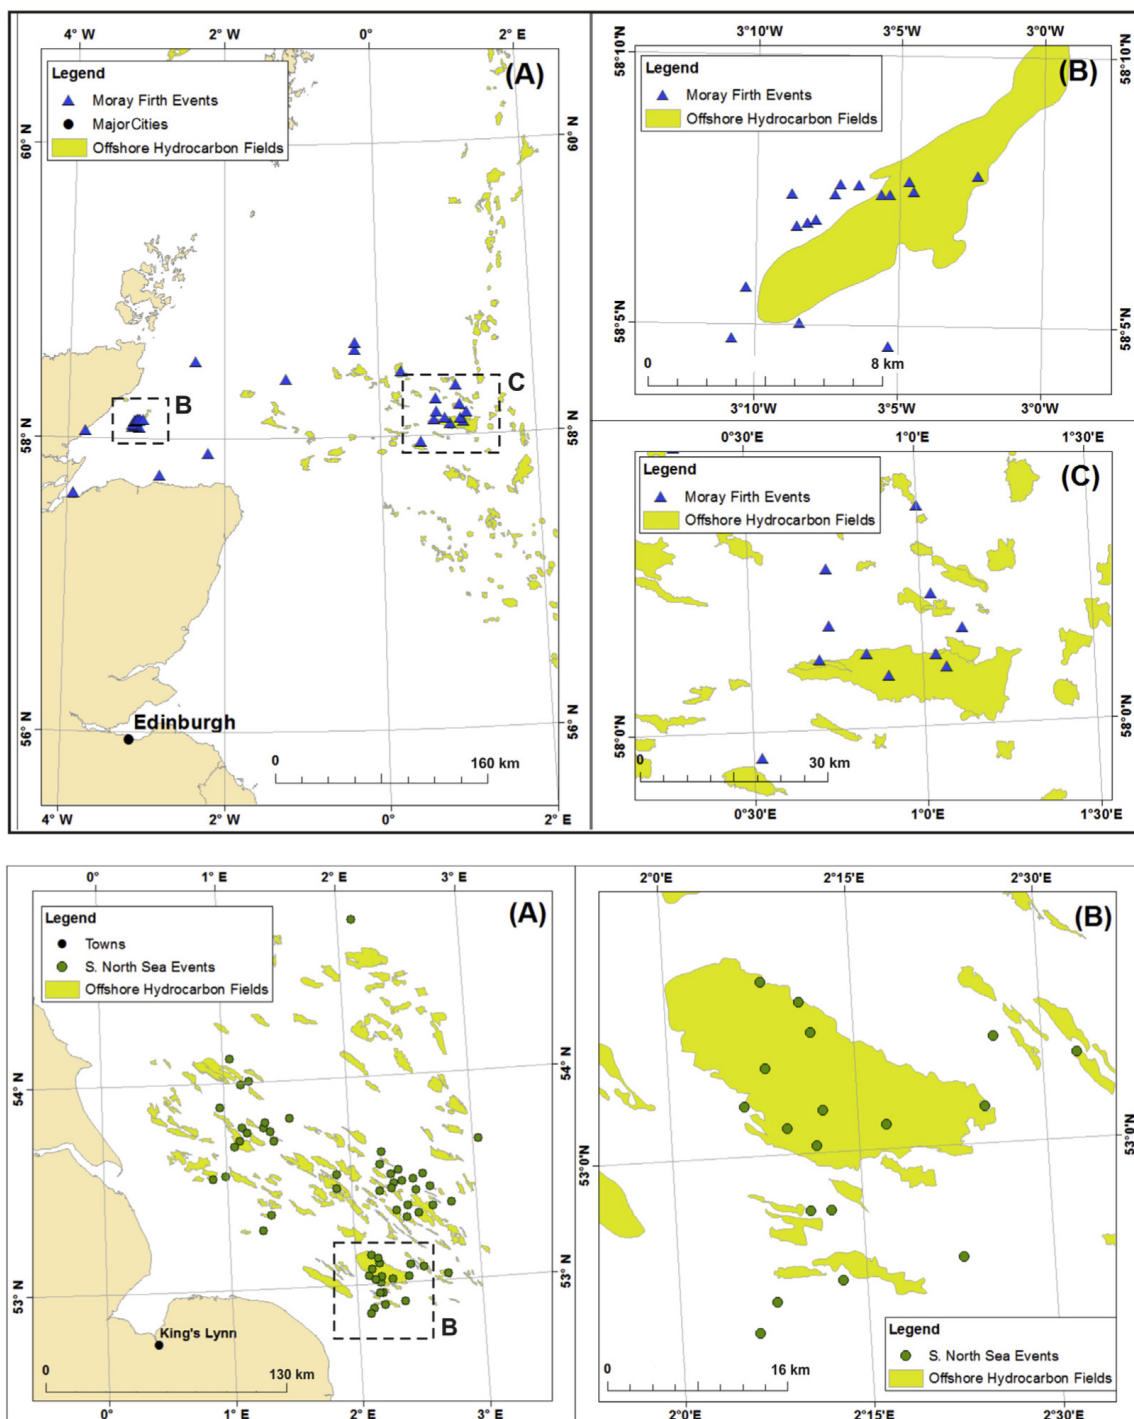 4° W 2° W 0° 2° E
Legend
Moray Firth Events
Major Cities
Offshore Hydrocarbon Fields
(A)
60° N 60° N
B
C
58° N 58° N
Edinburgh
56° N 56° N
0 160 km
4° W 2° W 0° 2° E
3°10'W 3°5'W 3°0'W
58°10'N 58°10'N
Legend
Moray Firth Events
Offshore Hydrocarbon Fields
(B)
58°5'N 58°5'N
0 8 km
3°10'W 3°5'W 3°0'W
0°30'E 1°0'E 1°30'E
Legend
Moray Firth Events
Offshore Hydrocarbon Fields
(C)
58°0'N 58°0'N
0 30 km
0°30'E 1°0'E 1°30'E
0° 1° E 2° E 3° E
Legend
Towns
S. North Sea Events
Offshore Hydrocarbon Fields
(A)
54° N 54° N
53° N 53° N
B
King's Lynn
0 130 km
0° 1° E 2° E 3° E
2°0'E 2°15'E 2°30'E
(B)
53°0'N 53°0'N
Legend
S. North Sea Events
Offshore Hydrocarbon Fields
0 16 km
2°0'E 2°15'E 2°30'E